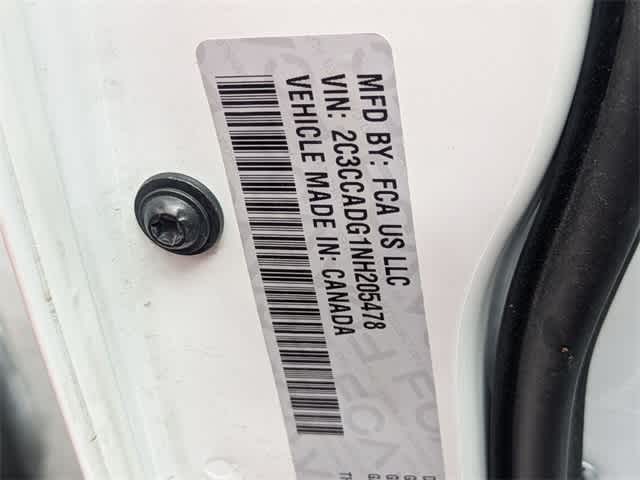 MFD BY: FCA US LLC
VIN: 2C3CCADG1NH205478
VEHICLE MADE IN: CANADA